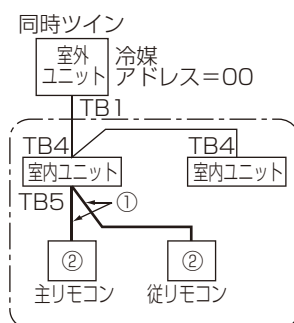 同時ツイン
室外
ユニット
冷媒
アドレス＝00
TB1
TB4
TB4
室内ユニット
室内ユニット
TB5
①
②
②
主リモコン
従リモコン